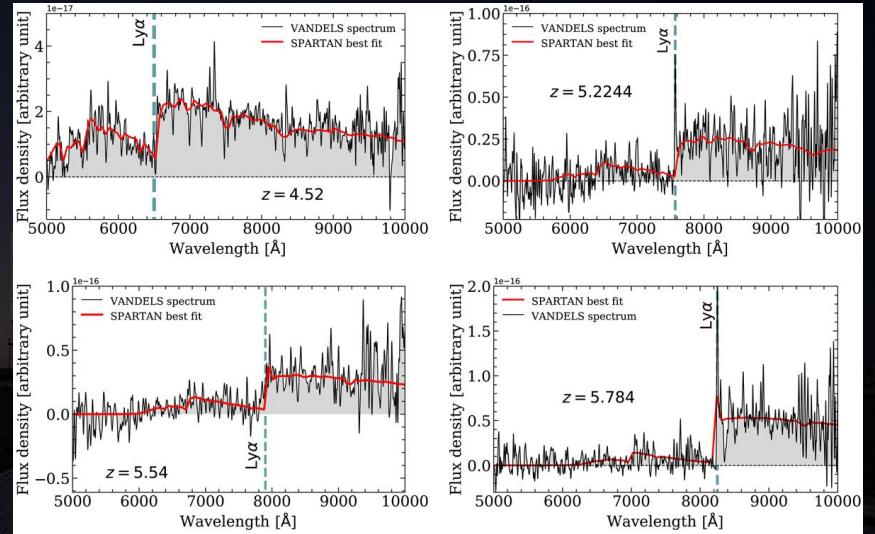 1e−17
Flux density [arbitrary unit]
4
2
0
Lyα
VANDELS spectrum
SPARTAN best fit
z = 4.52
5000 6000 7000 8000 9000 10000
Wavelength [Å]
1e−16
Flux density [arbitrary unit]
1.00
0.75
0.50
0.25
0.00
Lyα
VANDELS spectrum
SPARTAN best fit
z = 5.2244
5000 6000 7000 8000 9000 10000
Wavelength [Å]
1e−16
Flux density [arbitrary unit]
1.0
0.5
0.0
−0.5
VANDELS spectrum
SPARTAN best fit
Lyα
z = 5.54
5000 6000 7000 8000 9000 10000
Wavelength [Å]
1e−16
Flux density [arbitrary unit]
2.0
1.5
1.0
0.5
0.0
SPARTAN best fit
VANDELS spectrum
Lyα
z = 5.784
5000 6000 7000 8000 9000 10000
Wavelength [Å]